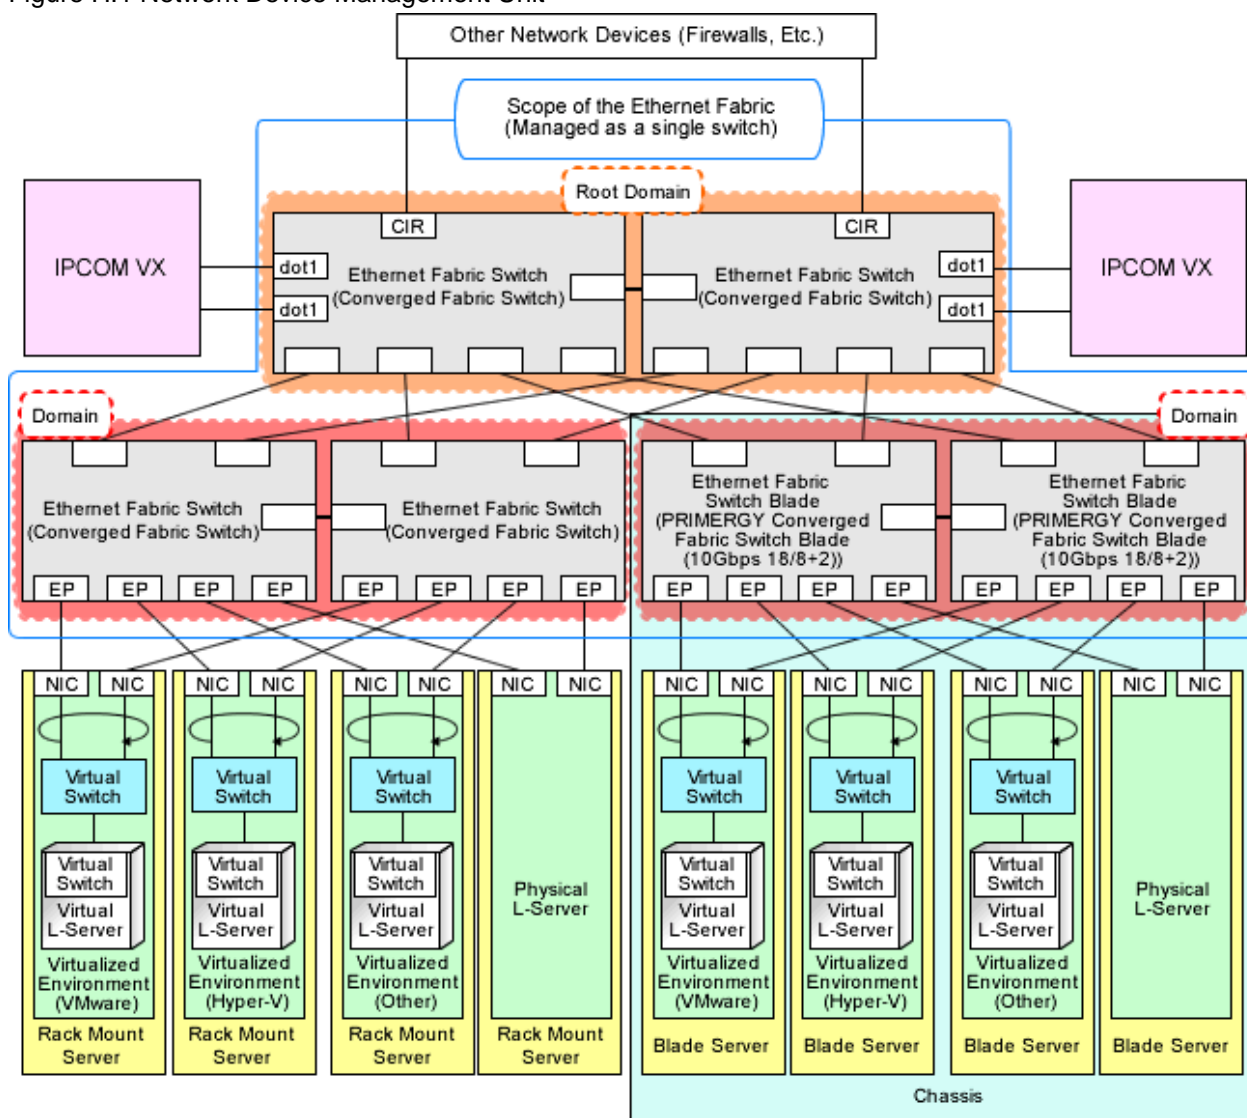 Other Network Devices (Firewalls, Etc.)
Scope of the Ethernet Fabric
(Managed as a single switch)
Root Domain
IPCOM VX
CIR
CIR
IPCOM VX
dot1
dot1
Ethernet Fabric Switch
(Converged Fabric Switch)
Ethernet Fabric Switch
(Converged Fabric Switch)
dot1
dot1
Domain
Domain
Ethernet Fabric Switch
(Converged Fabric Switch)
Ethernet Fabric Switch
(Converged Fabric Switch)
Ethernet Fabric
Switch Blade
(PRIMERGY Converged
Fabric Switch Blade
(10Gbps 18/8+2))
Ethernet Fabric
Switch Blade
(PRIMERGY Converged
Fabric Switch Blade
(10Gbps 18/8+2))
EP EP EP EP
EP EP EP EP
EP EP EP EP
EP EP EP EP
NIC NIC
NIC NIC
NIC NIC
NIC NIC
NIC NIC
NIC NIC
NIC NIC
NIC NIC
Virtual
Switch
Virtual
Switch
Virtual
L-Server
Virtualized
Environment
(VMware)
Rack Mount
Server
Virtual
Switch
Virtual
Switch
Virtual
L-Server
Virtualized
Environment
(Hyper-V)
Rack Mount
Server
Virtual
Switch
Virtual
Switch
Virtual
L-Server
Virtualized
Environment
(Other)
Rack Mount
Server
Physical
L-Server
Rack Mount
Server
Virtual
Switch
Virtual
Switch
Virtual
L-Server
Virtualized
Environment
(VMware)
Blade Server
Virtual
Switch
Virtual
Switch
Virtual
L-Server
Virtualized
Environment
(Hyper-V)
Blade Server
Virtual
Switch
Virtual
Switch
Virtual
L-Server
Virtualized
Environment
(Other)
Blade Server
Physical
L-Server
Blade Server
Chassis